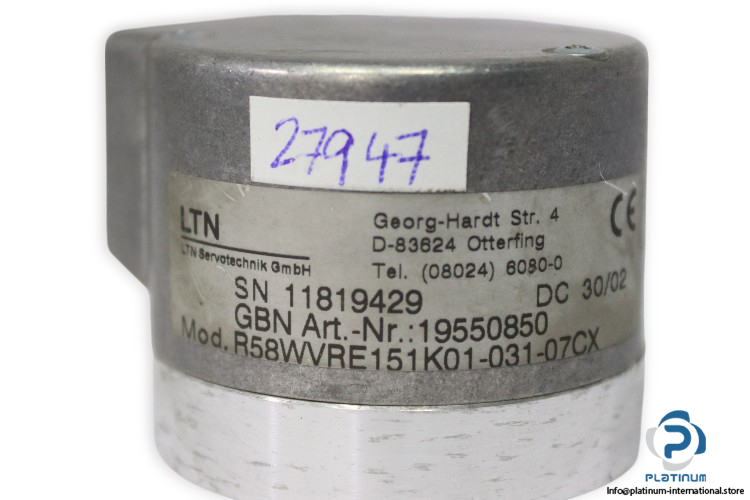 27947
LTN
LTN Servotechnik GmbH
Georg-Hardt Str. 4
D-83624 Otterfing
Tel. (08024) 6080-0
CE
SN 11819429
DC 30/02
GBN Art.-Nr.:19550850
Mod. R58WVRE151K01-031-07CX
PLATINUM
Info@platinum-international.store